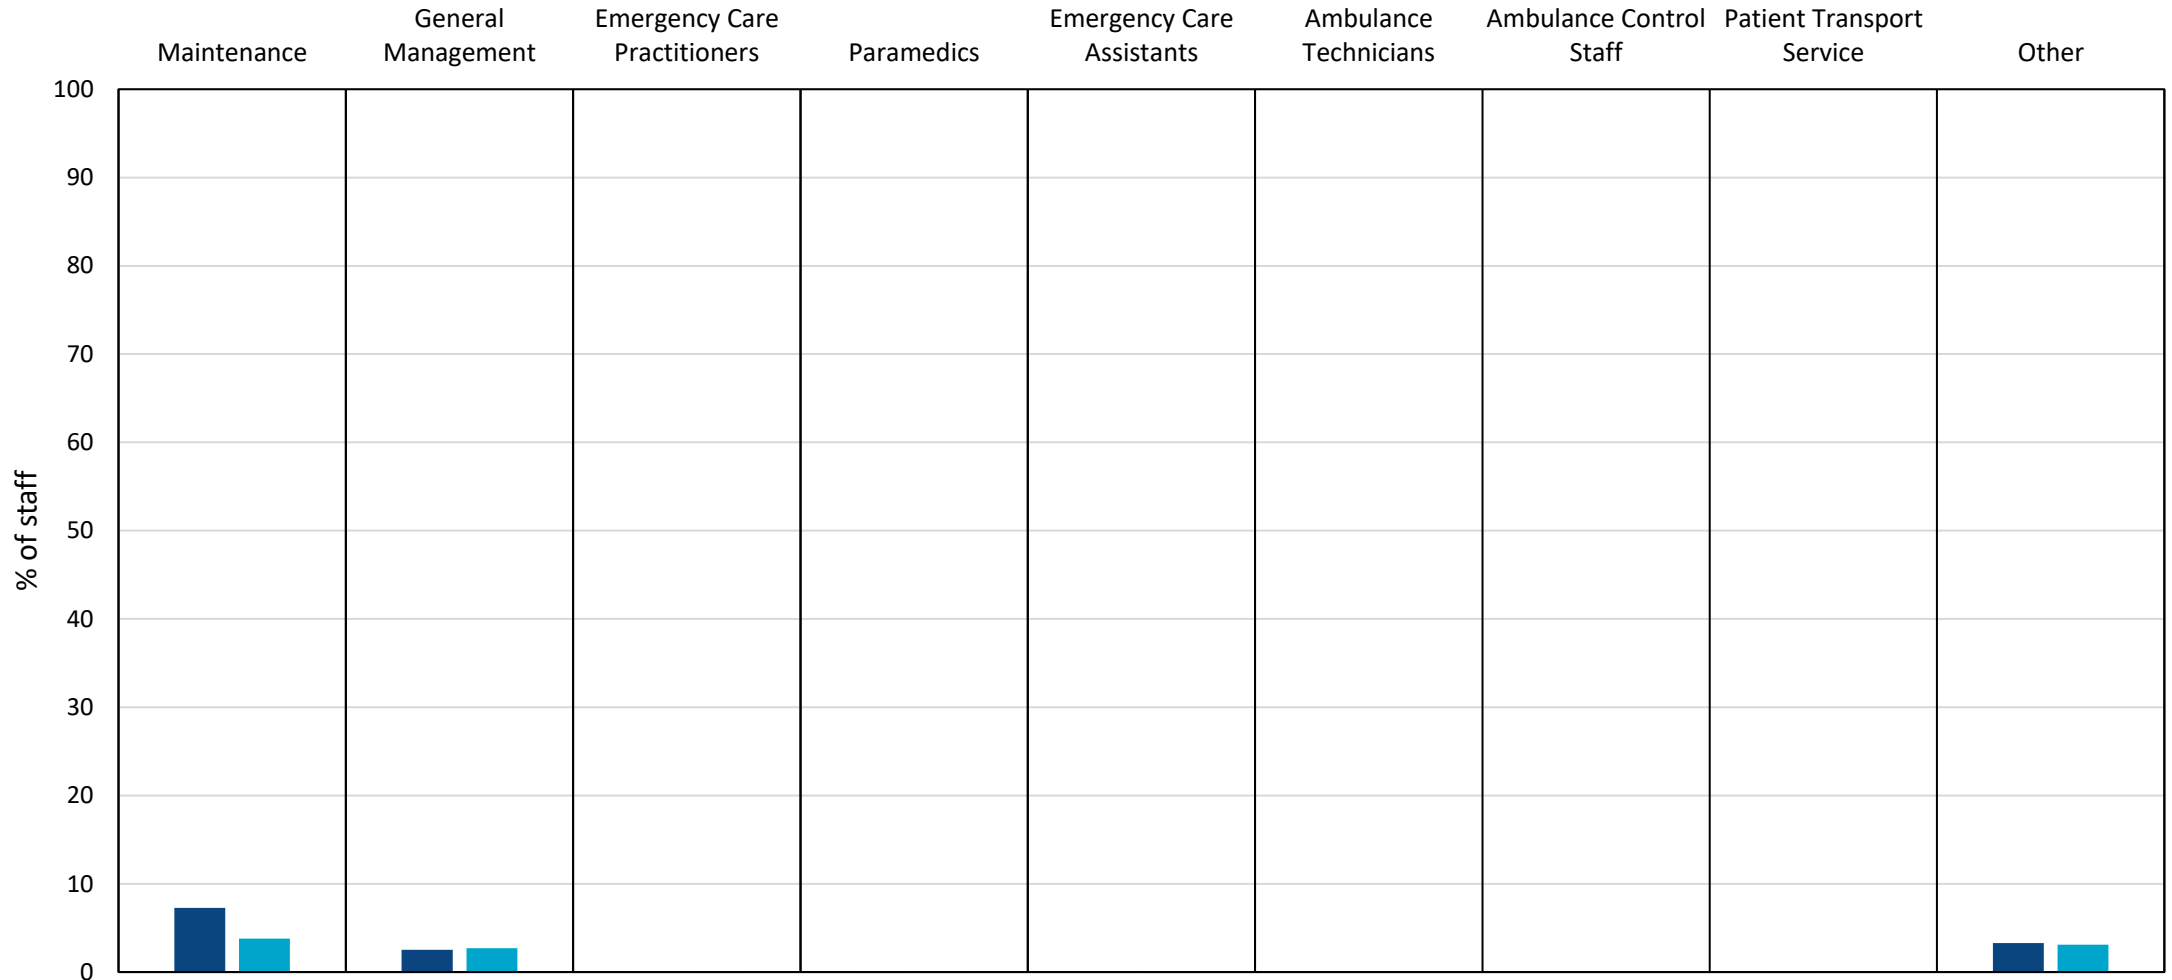 Maintenance
General
Management
Emergency Care
Practitioners
Paramedics
Emergency Care
Assistants
Ambulance
Technicians
Ambulance Control
Staff
Patient Transport
Service
Other
100
90
80
70
60
50
40
30
20
10
0
% of staff